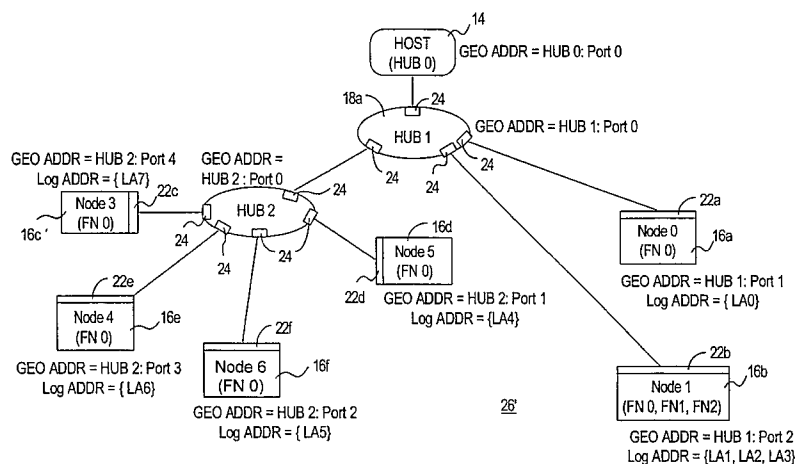 14
HOST
(HUB 0)
GEO ADDR = HUB 0: Port 0
18a
24
HUB 1
GEO ADDR = HUB 1: Port 0
24
24
24
GEO ADDR = HUB 2: Port 4
Log ADDR = { LA7}
GEO ADDR =
HUB 2 : Port 0
22c
Node 3
(FN 0)
16c'
24
HUB 2
24
24
24
16d
Node 5
(FN 0)
22d
GEO ADDR = HUB 2: Port 1
Log ADDR = {LA4}
22a
Node 0
(FN 0)
16a
GEO ADDR = HUB 1: Port 1
Log ADDR = { LA0}
22e
Node 4
(FN 0)
16e
GEO ADDR = HUB 2: Port 3
Log ADDR = { LA6}
22f
Node 6
(FN 0)
16f
GEO ADDR = HUB 2: Port 2
Log ADDR = { LA5}
26'
22b
Node 1
(FN 0, FN1, FN2)
16b
GEO ADDR = HUB 1: Port 2
Log ADDR = {LA1, LA2, LA3}